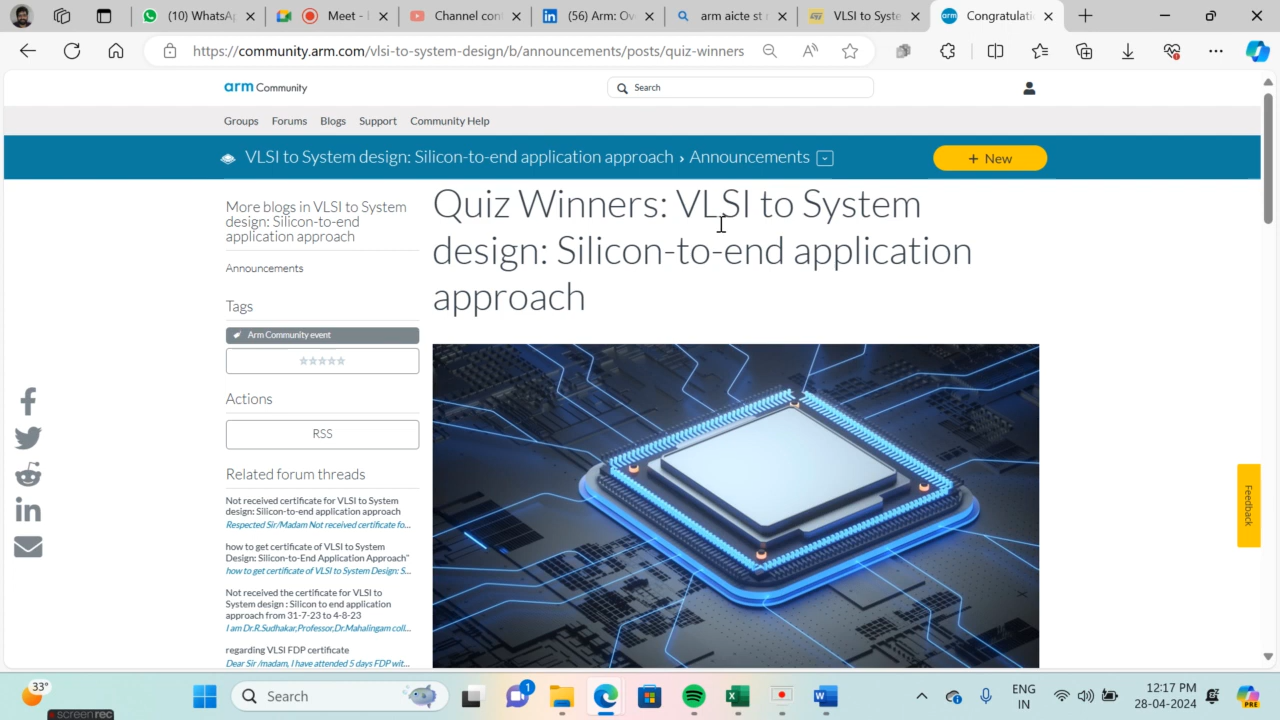 Meet -
Conten
(56) Arm
arm ice st
VLSI to Syste
arm Congratulati
https://community.arm.com/vlsi-to-system-design/b/announcements/posts/quiz-winners
arm Community
Search
Groups Forums Blogs Support Community Help
VLSI to System design: Silicon-to-end application approach › Announcements
+ New
Quiz Winners: VLSI to System
design: Silicon-to-end application
approach
More blogs in VLSI to System
design: Silicon-to-end
application approach
Announcements
Tags
Arm Community event
Actions
RSS
Related forum threads
Not received certificate for VLSI to System
design: Silicon-to-end application approach
Respected Sir/Madam Not received certificate fo...
how to get certificate of VLSI to System
Design: Silicon-to-End Application Approach"
how to get certificate of VLSI to System Design: S...
Not received the certificate for VLSI to
System design : Silicon to end application
approach from 31-7-23 to 4-8-23
I am Dr.R.Sudhakar,Professor,Dr.Mahalingam coll...
regarding VLSI FDP certificate
Dear Sir /madam, I have attended 5 days FDP wit...
Feedback
33°
Search
1
ENG
IN
12:17 PM
28-04-2024
PRE
screenrec